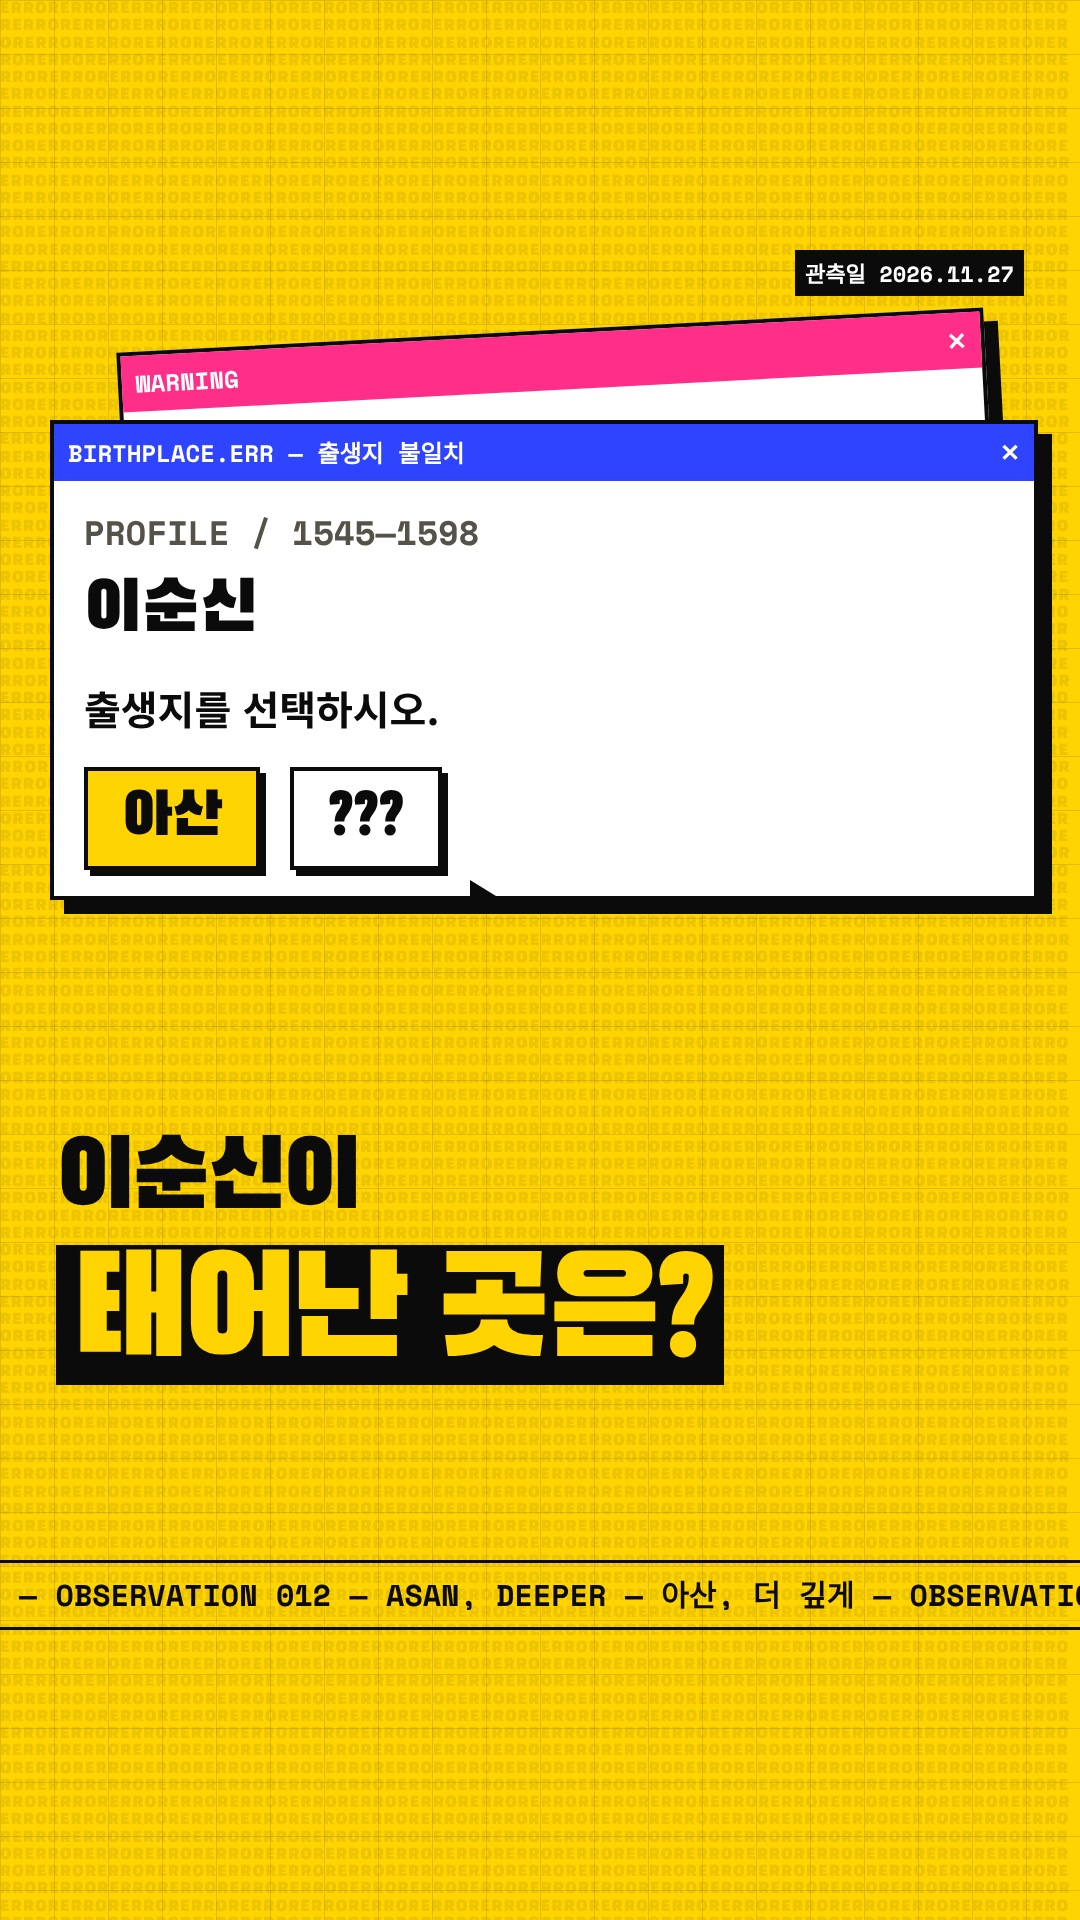 관측일 2026.11.27
WARNING ×
BIRTHPLACE.ERR — 출생지 불일치 ×
PROFILE / 1545—1598
이순신
출생지를 선택하시오.
아산 ???
이순신이
태어난 곳은?
— OBSERVATION 012 — ASAN, DEEPER — 아산, 더 깊게 — OBSERVATIO